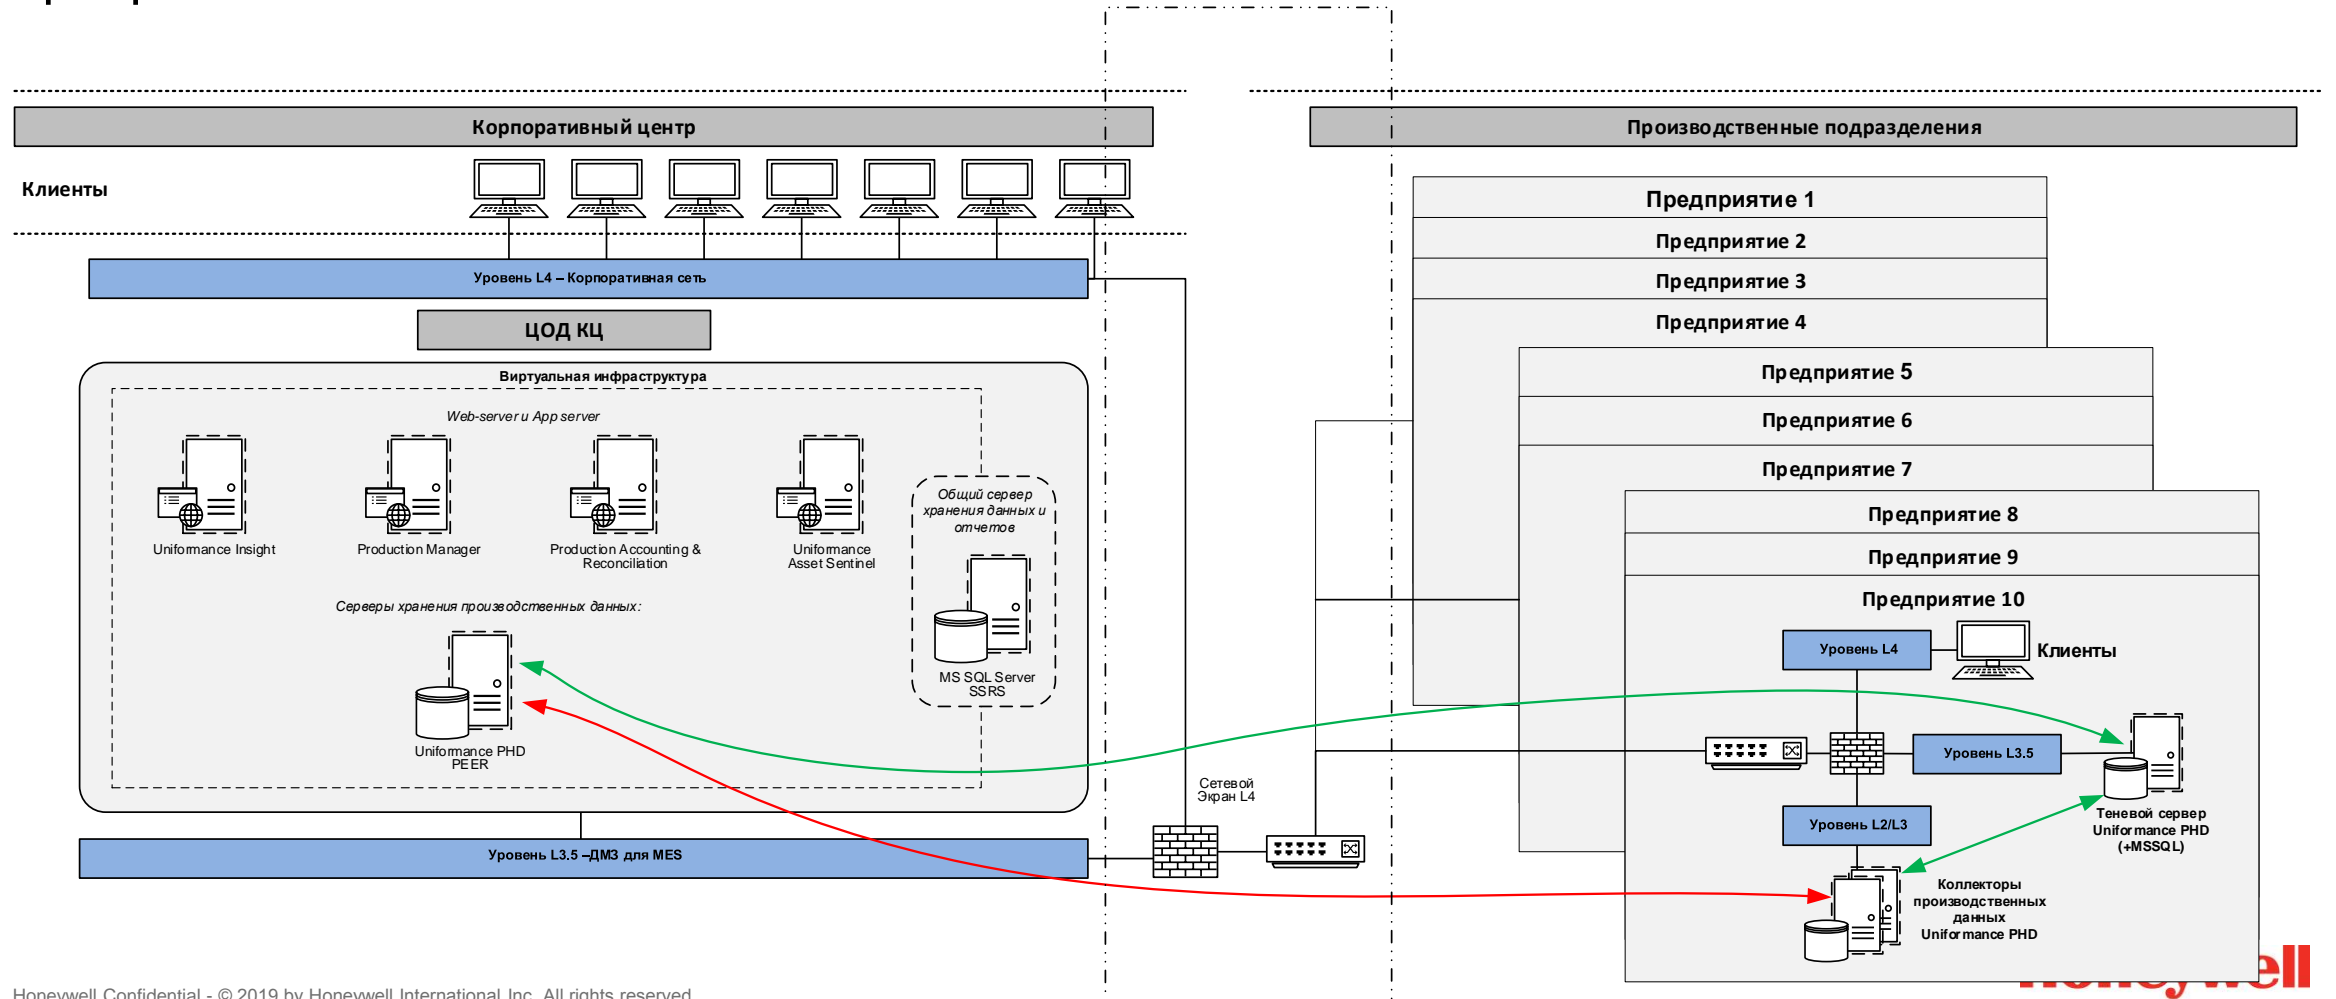 Корпоративный центр
Производственные подразделения
Клиенты
Уровень L4 – Корпоративная сеть
ЦОД КЦ
Виртуальная инфраструктура
Web-server и App server
Uniformance Insight
Production Manager
Production Accounting &
Reconciliation
Uniformance
Asset Sentinel
Общий сервер
хранения данных и
отчетов
MS SQL Server
SSRS
Серверы хранения производственных данных:
Uniformance PHD
PEER
Уровень L3.5 –ДМЗ для MES
Сетевой
Экран L4
Предприятие 1
Предприятие 2
Предприятие 3
Предприятие 4
Предприятие 5
Предприятие 6
Предприятие 7
Предприятие 8
Предприятие 9
Предприятие 10
Уровень L4
Клиенты
Уровень L3.5
Уровень L2/L3
Теневой сервер
Uniformance PHD
(+MSSQL)
Коллекторы
производственных
данных
Uniformance PHD
Honeywell Confidential - © 2019 by Honeywell International Inc. All rights reserved.
Honeywell